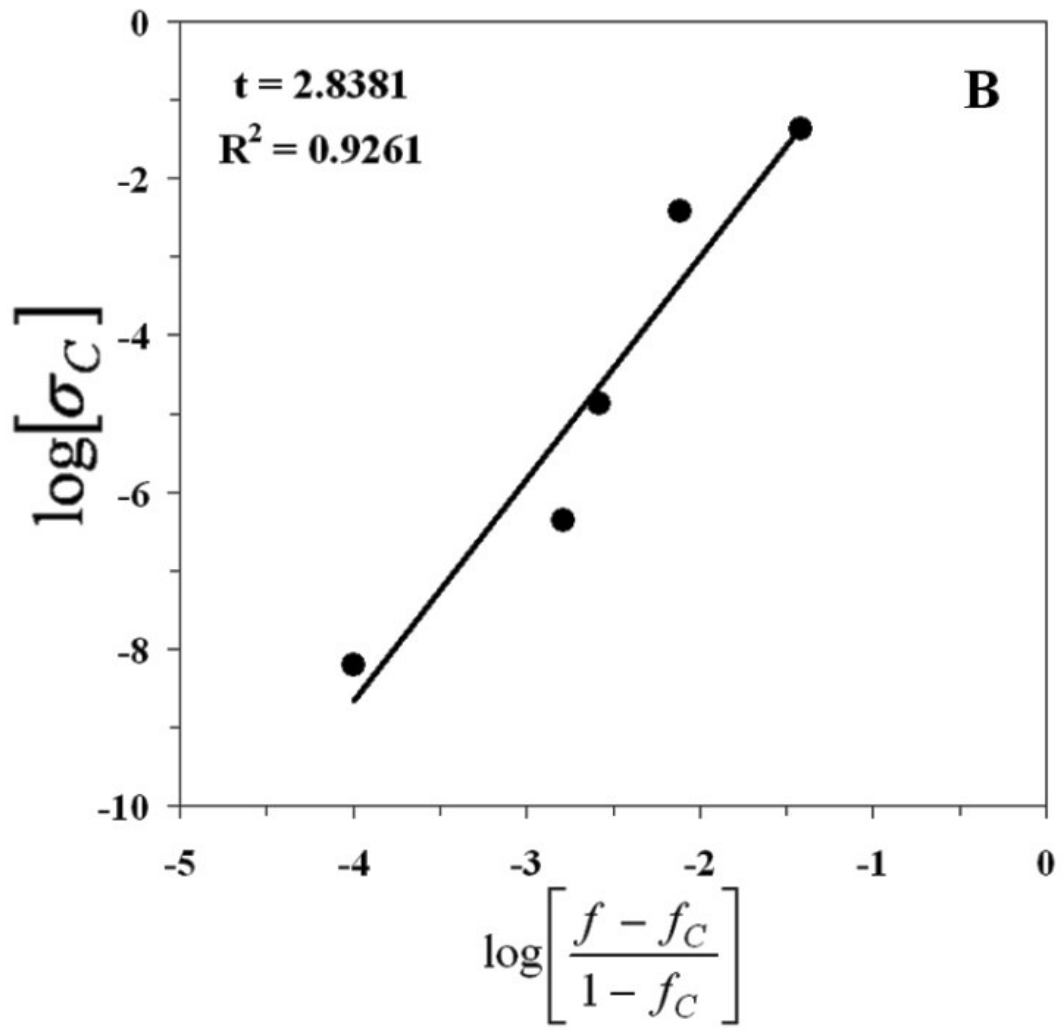 t = 2.8381
R² = 0.9261
B
0
-2
-4
-6
-8
-10
log[σ_C]
-5 -4 -3 -2 -1 0
log[(f − f_C)/(1 − f_C)]